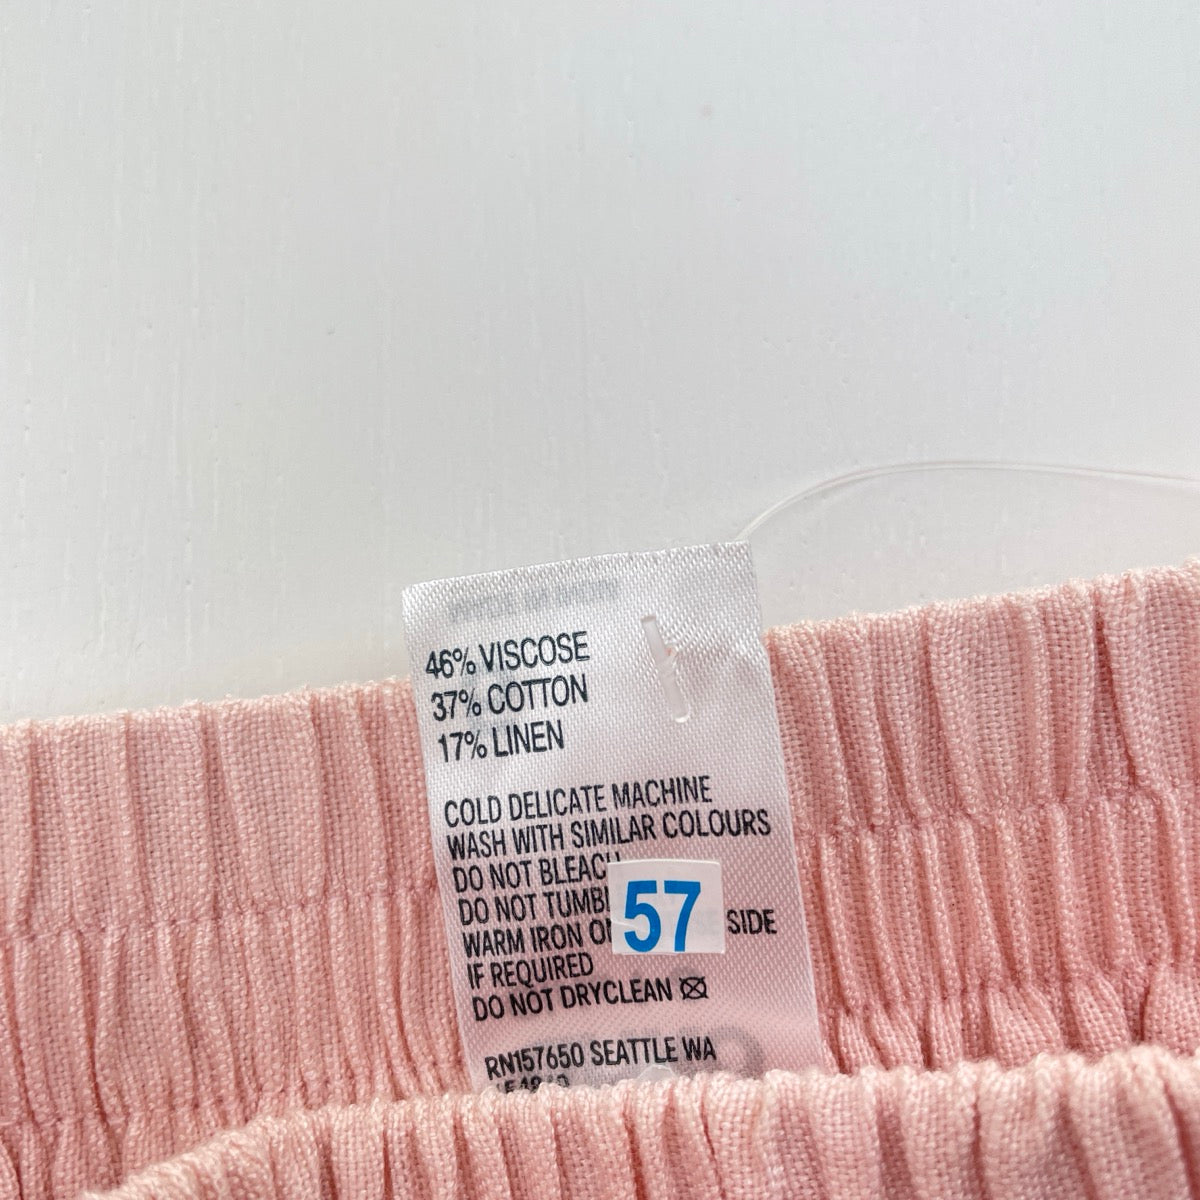 46% VISCOSE
37% COTTON
17% LINEN
COLD DELICATE MACHINE
WASH WITH SIMILAR COLOURS
DO NOT BLEACH
DO NOT TUMBL
WARM IRON ON SIDE
57
IF REQUIRED
DO NOT DRYCLEAN
RN157650 SEATTLE WA